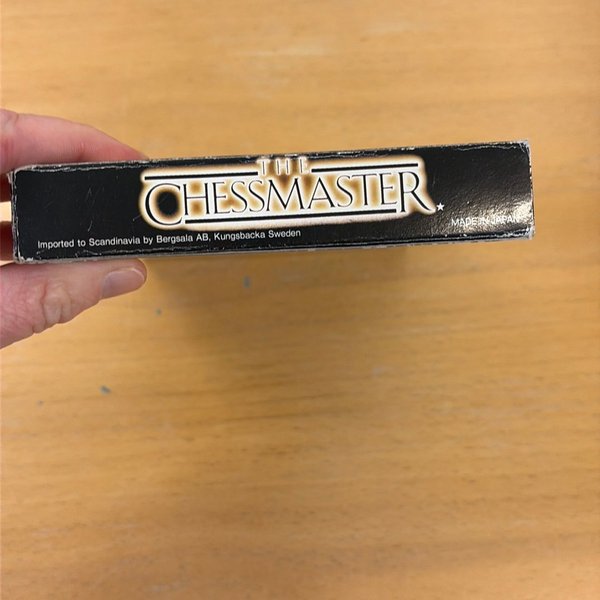 THE
CHESSMASTER
MADE IN JAPAN
Imported to Scandinavia by Bergsala AB, Kungsbacka Sweden